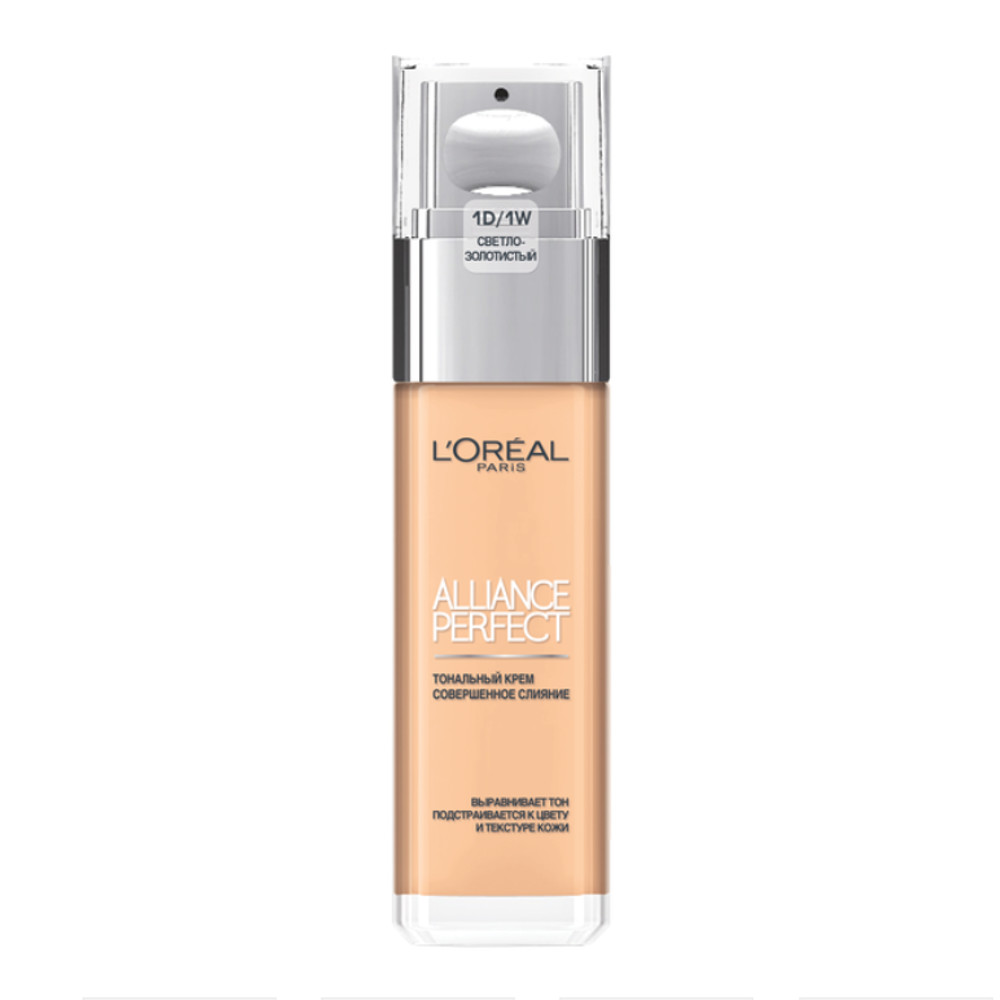 1D/1W
СВЕТЛО-
ЗОЛОТИСТЫЙ
L'ORÉAL
PARIS
ALLIANCE
PERFECT
ТОНАЛЬНЫЙ КРЕМ
СОВЕРШЕННОЕ СЛИЯНИЕ
ВЫРАВНИВАЕТ ТОН
ПОДСТРАИВАЕТСЯ К ЦВЕТУ
И ТЕКСТУРЕ КОЖИ